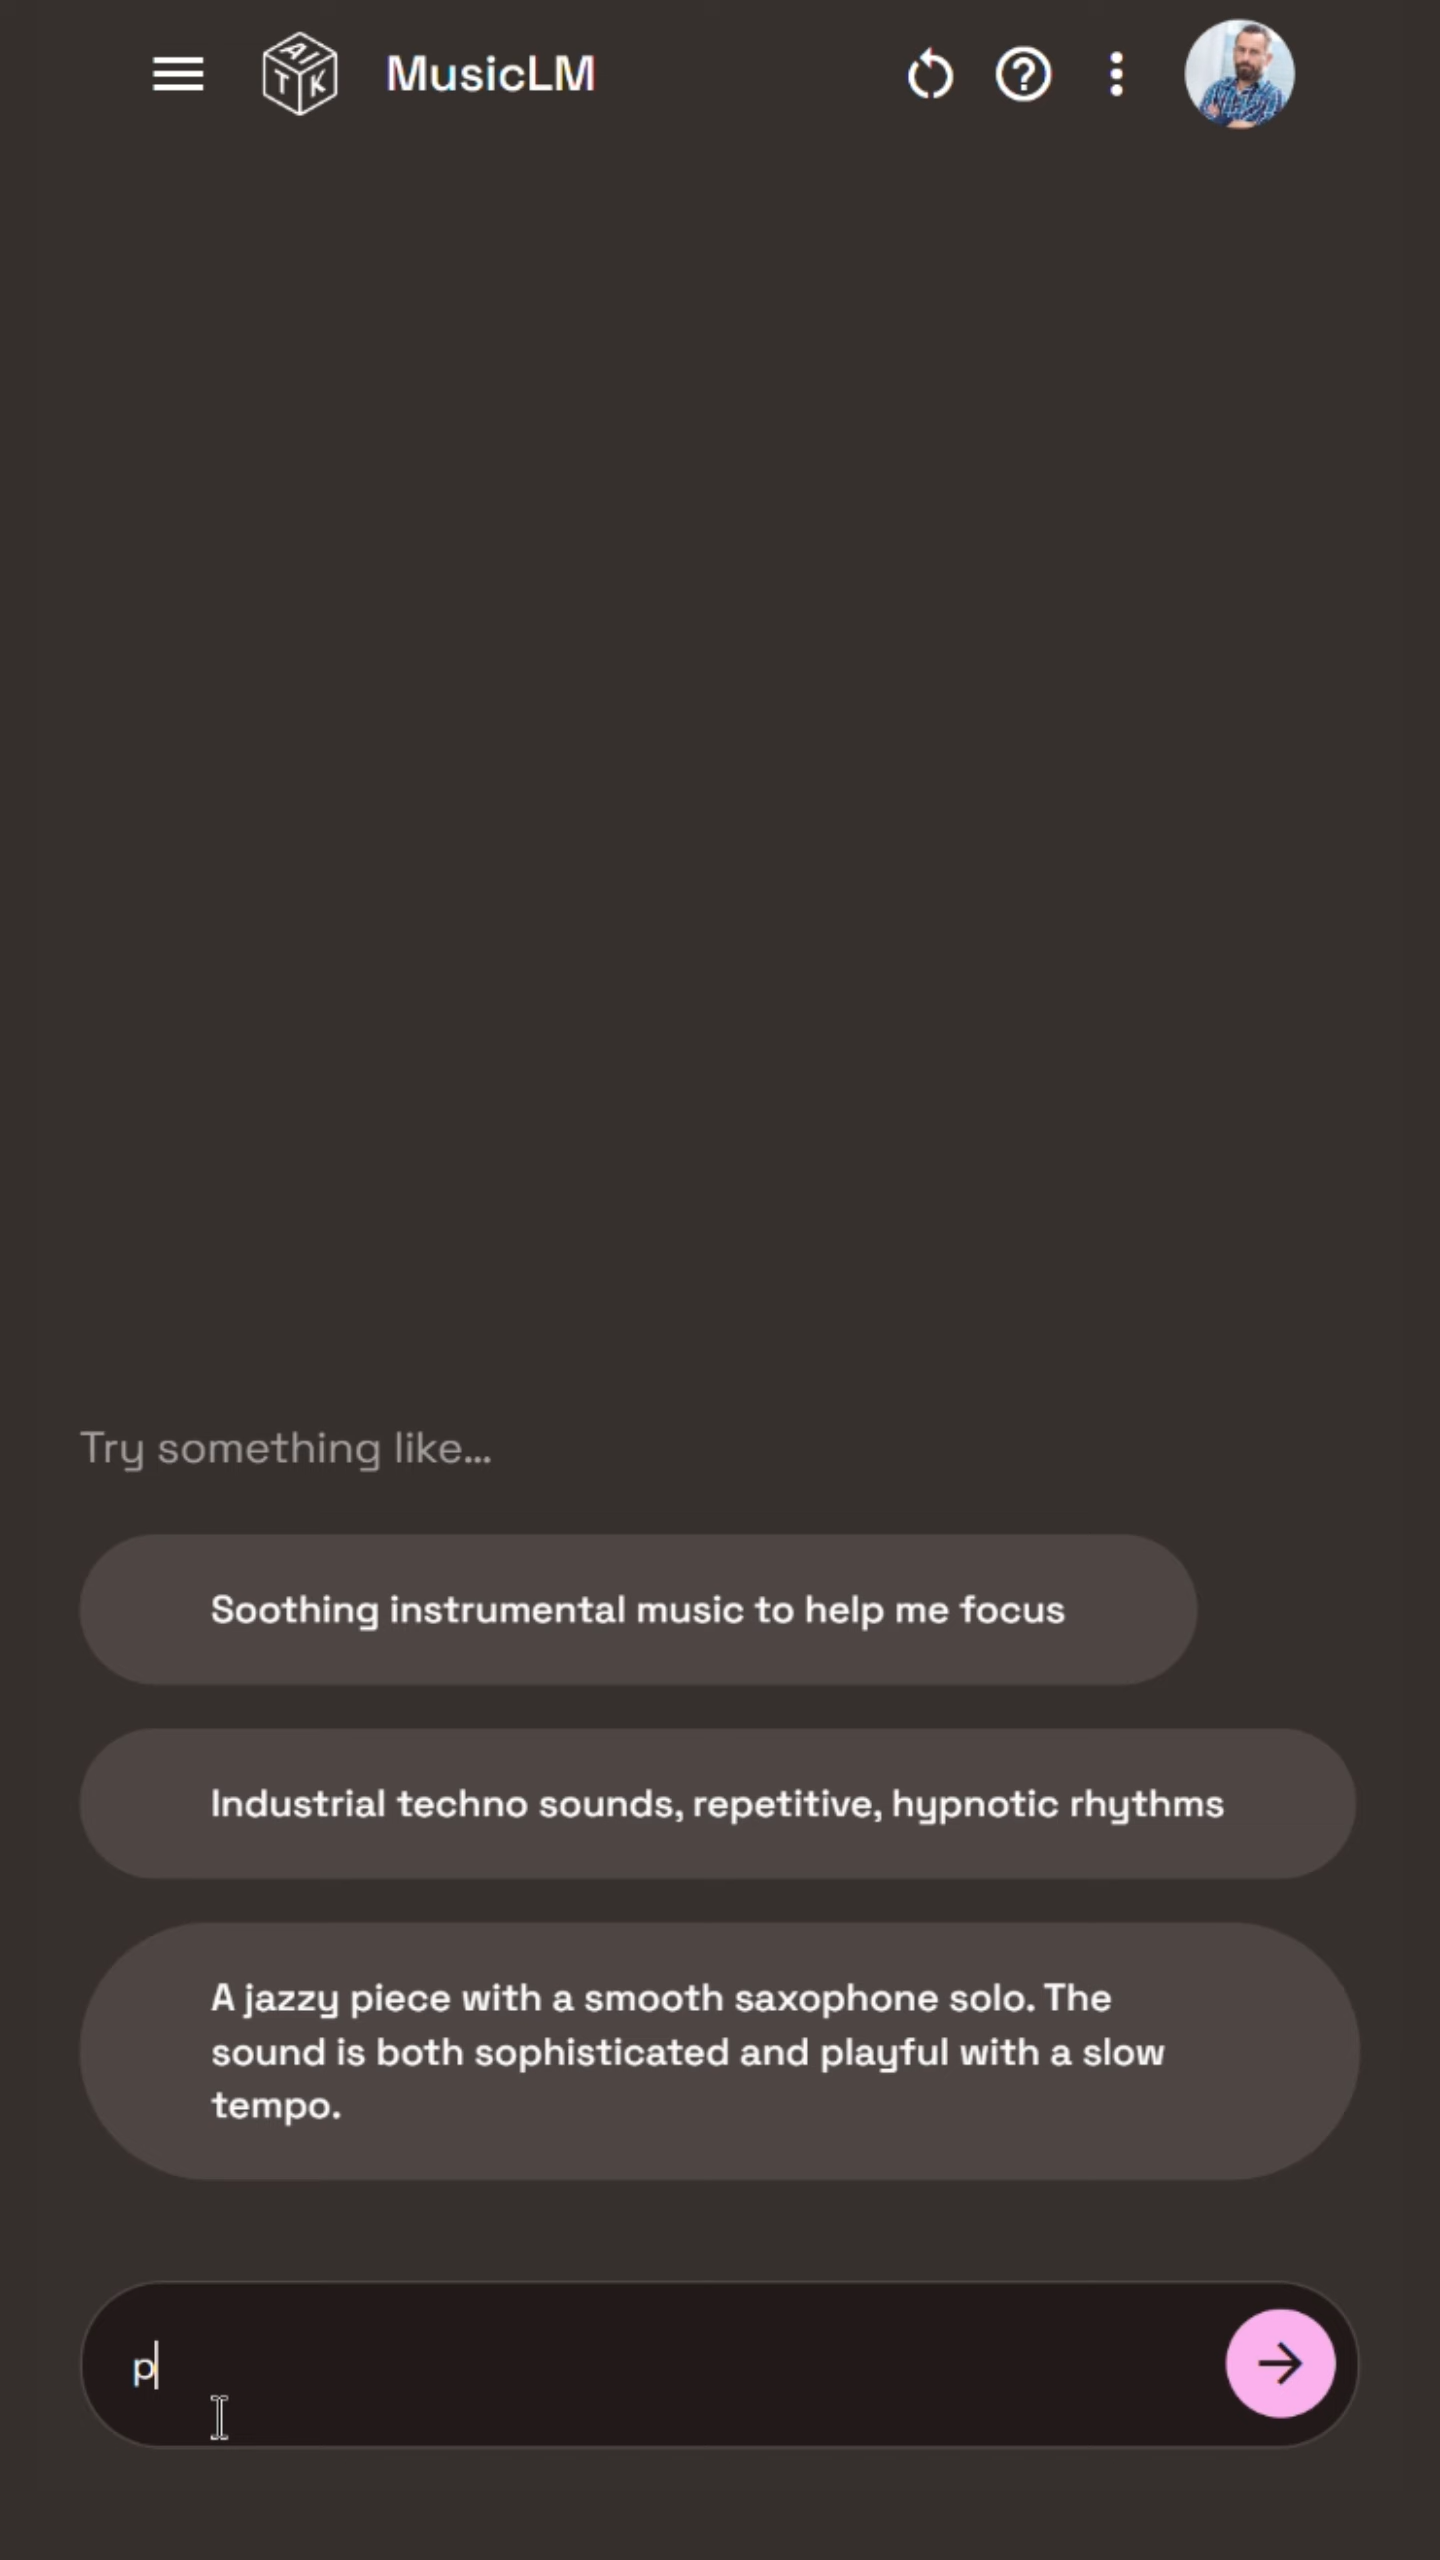 AI
T K
MusicLM
Try something like...
Soothing instrumental music to help me focus
Industrial techno sounds, repetitive, hypnotic rhythms
A jazzy piece with a smooth saxophone solo. The
sound is both sophisticated and playful with a slow
tempo.
p